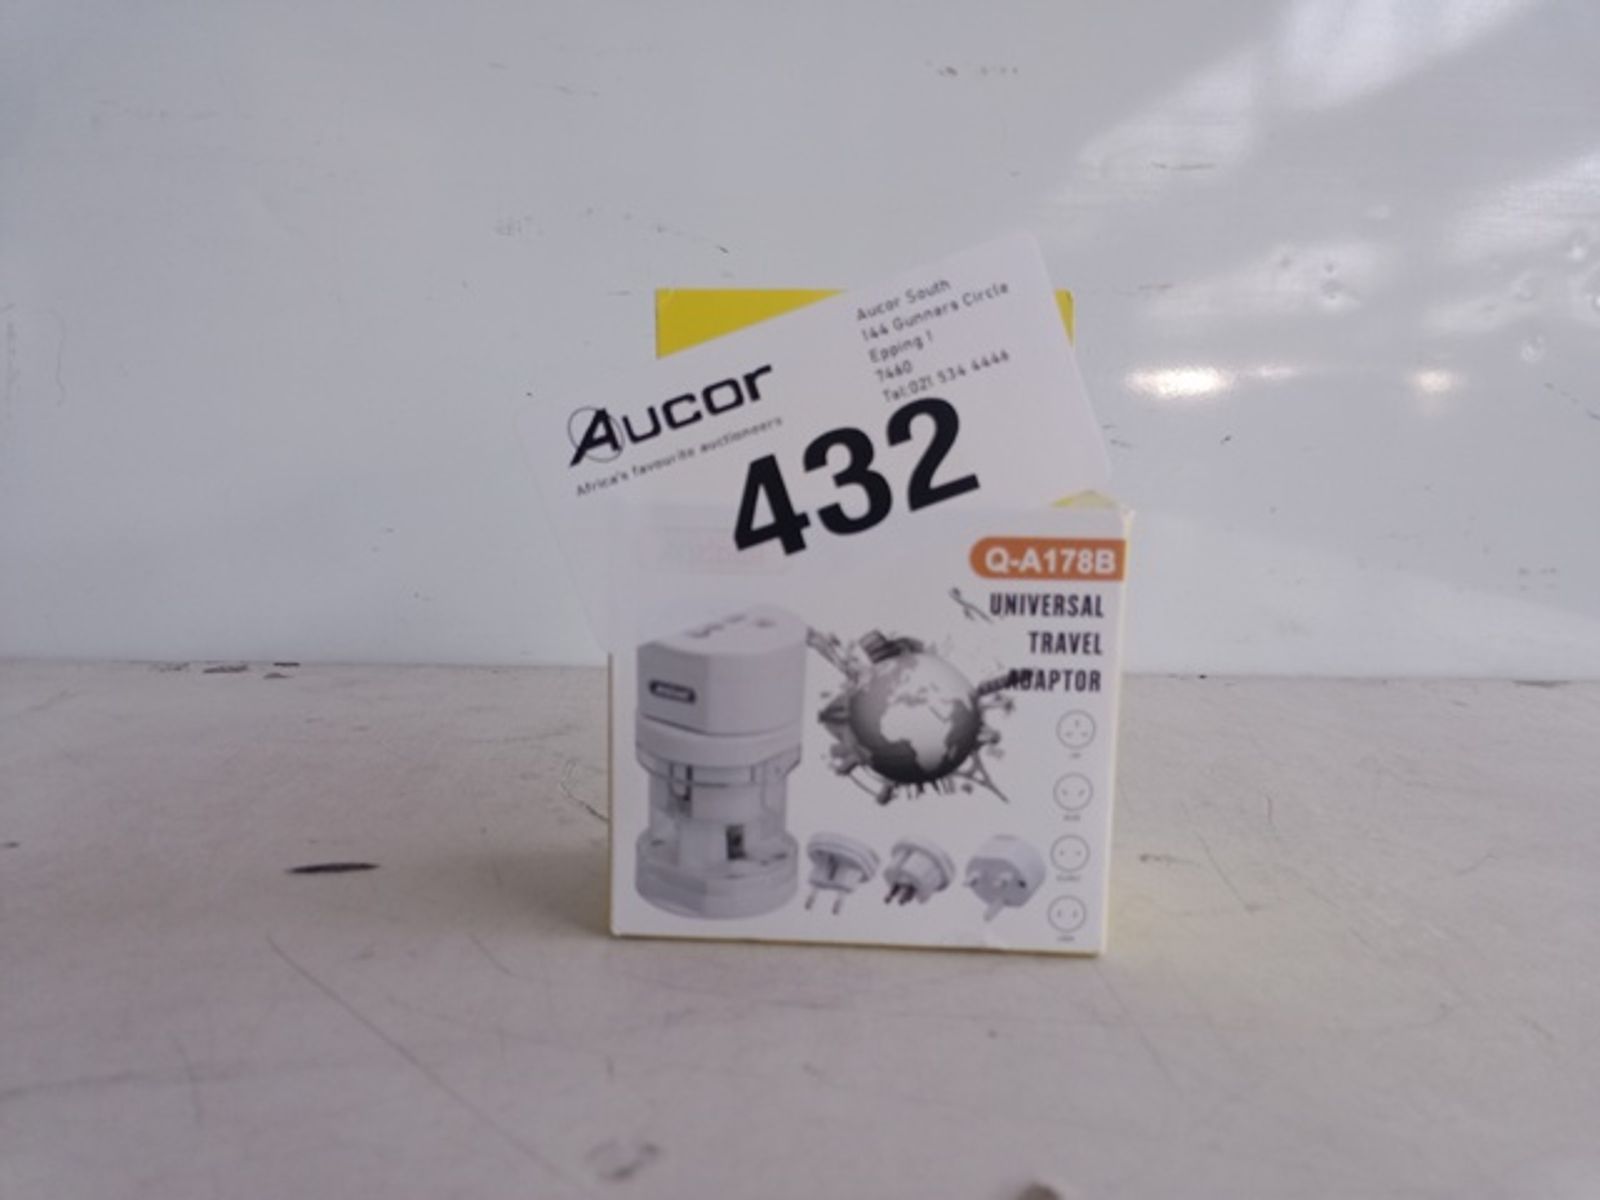 Aucor
Africa's favourite auctioneers
Aucor South
144 Gunners Circle
Epping 1
7460
Tel:021 534 4446
432
Q-A178B
UNIVERSAL
TRAVEL
ADAPTOR